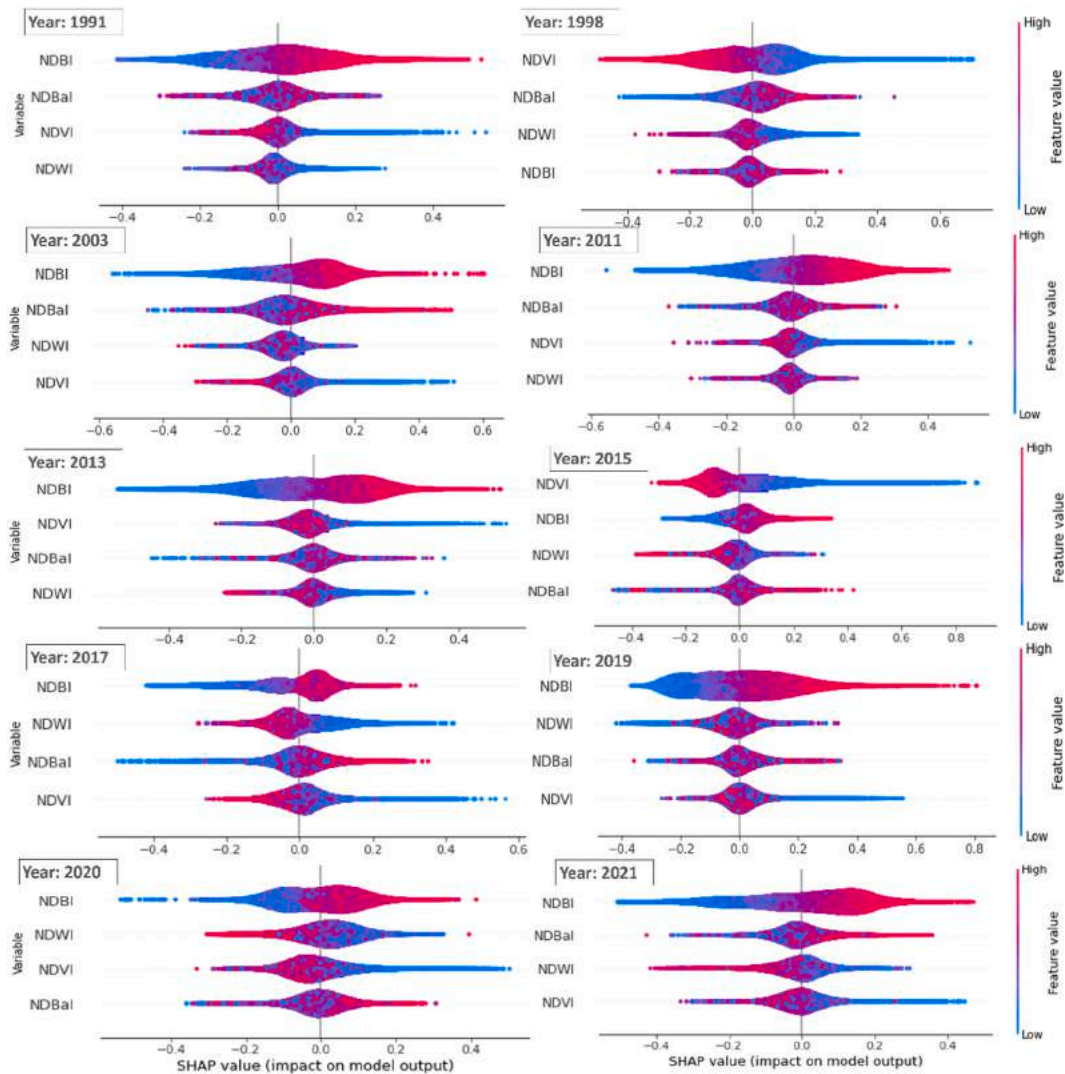 Year: 1991
Variable
NDBI
NDBaI
NDVI
NDWI
−0.4 −0.2 0.0 0.2 0.4
Year: 1998
NDVI
NDBaI
NDWI
NDBI
−0.4 −0.2 0.0 0.2 0.4 0.6
High
Feature value
Low
Year: 2003
Variable
NDBI
NDBaI
NDWI
NDVI
−0.6 −0.4 −0.2 0.0 0.2 0.4 0.6
Year: 2011
NDBI
NDBaI
NDVI
NDWI
−0.6 −0.4 −0.2 0.0 0.2 0.4
High
Feature value
Low
Year: 2013
Variable
NDBI
NDVI
NDBaI
NDWI
−0.4 −0.2 0.0 0.2 0.4
Year: 2015
NDVI
NDBI
NDWI
NDBaI
−0.4 −0.2 0.0 0.2 0.4 0.6 0.8
High
Feature value
Low
Year: 2017
Variable
NDBI
NDWI
NDBaI
NDVI
−0.4 −0.2 0.0 0.2 0.4 0.6
Year: 2019
NDBI
NDWI
NDBaI
NDVI
−0.4 −0.2 0.0 0.2 0.4 0.6 0.8
High
Feature value
Low
Year: 2020
Variable
NDBI
NDWI
NDVI
NDBaI
−0.4 −0.2 0.0 0.2 0.4
SHAP value (impact on model output)
Year: 2021
NDBI
NDBaI
NDWI
NDVI
−0.4 −0.2 0.0 0.2 0.4
SHAP value (impact on model output)
High
Feature value
Low